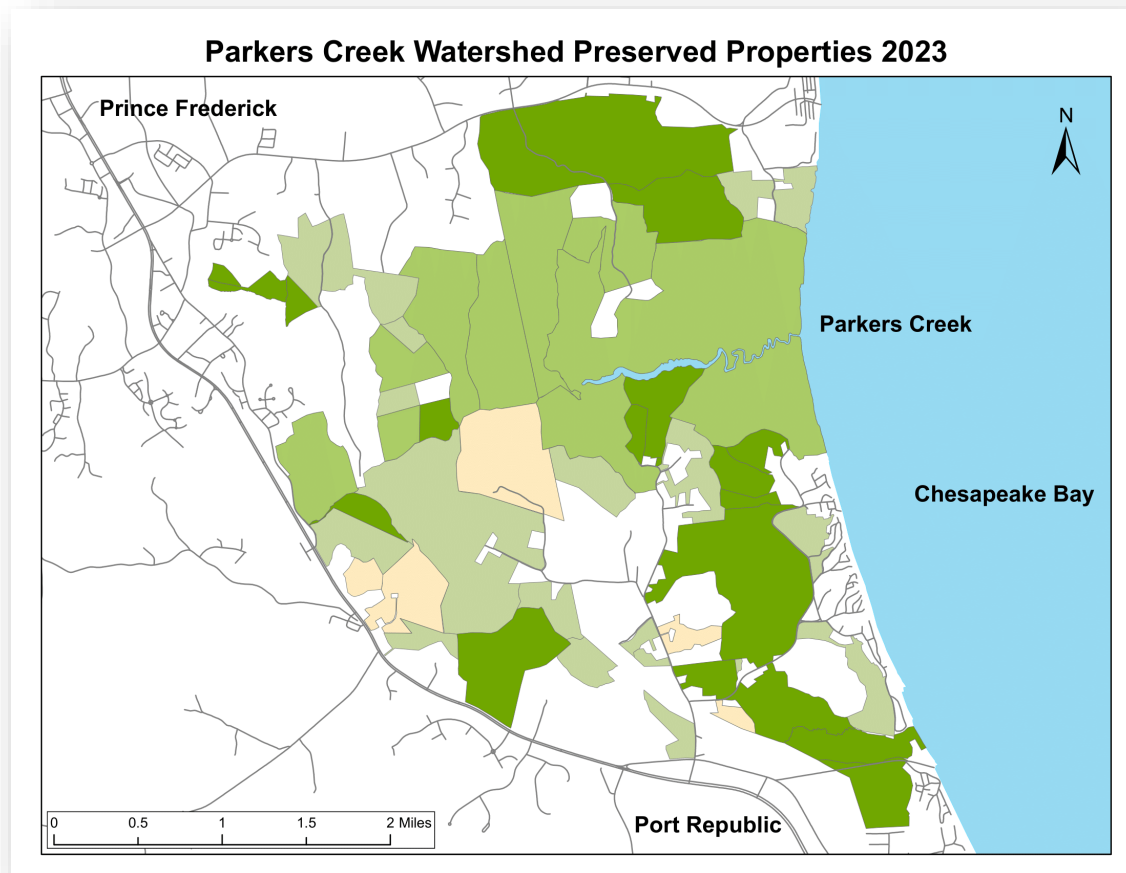 Parkers Creek Watershed Preserved Properties 2023
Prince Frederick
N
Parkers Creek
Chesapeake Bay
Port Republic
0 0.5 1 1.5 2 Miles